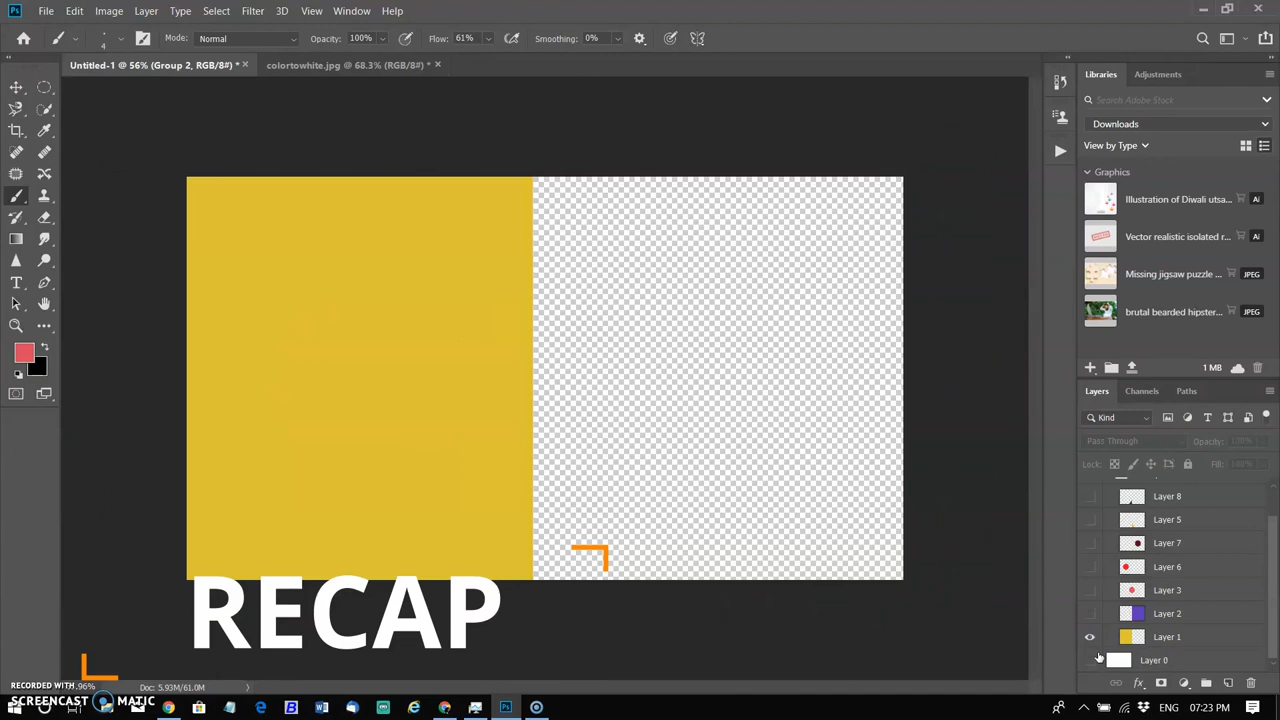 Ps File Edit Image Layer Type Select Filter 3D View Window Help
4 Mode: Normal Opacity: 100% Flow: 61% Smoothing: 0%
Untitled-1 @ 56% (Group 2, RGB/8#) * × colortowhite.jpg @ 68.3% (RGB/8#) * ×
Libraries Adjustments
Search Adobe Stock
Downloads
View by Type
Graphics
Illustration of Diwali utsa... Ai
Vector realistic isolated r... Ai
Missing jigsaw puzzle ... JPEG
brutal bearded hipster... JPEG
1 MB
Layers Channels Paths
Kind
Pass Through Opacity: 100%
Lock: Fill: 100%
Layer 8
Layer 5
Layer 7
Layer 6
Layer 3
Layer 2
Layer 1
Layer 0
RECAP
Doc: 5.93M/61.0M
RECORDED WITH
SCREENCAST MATIC
ENG 07:23 PM